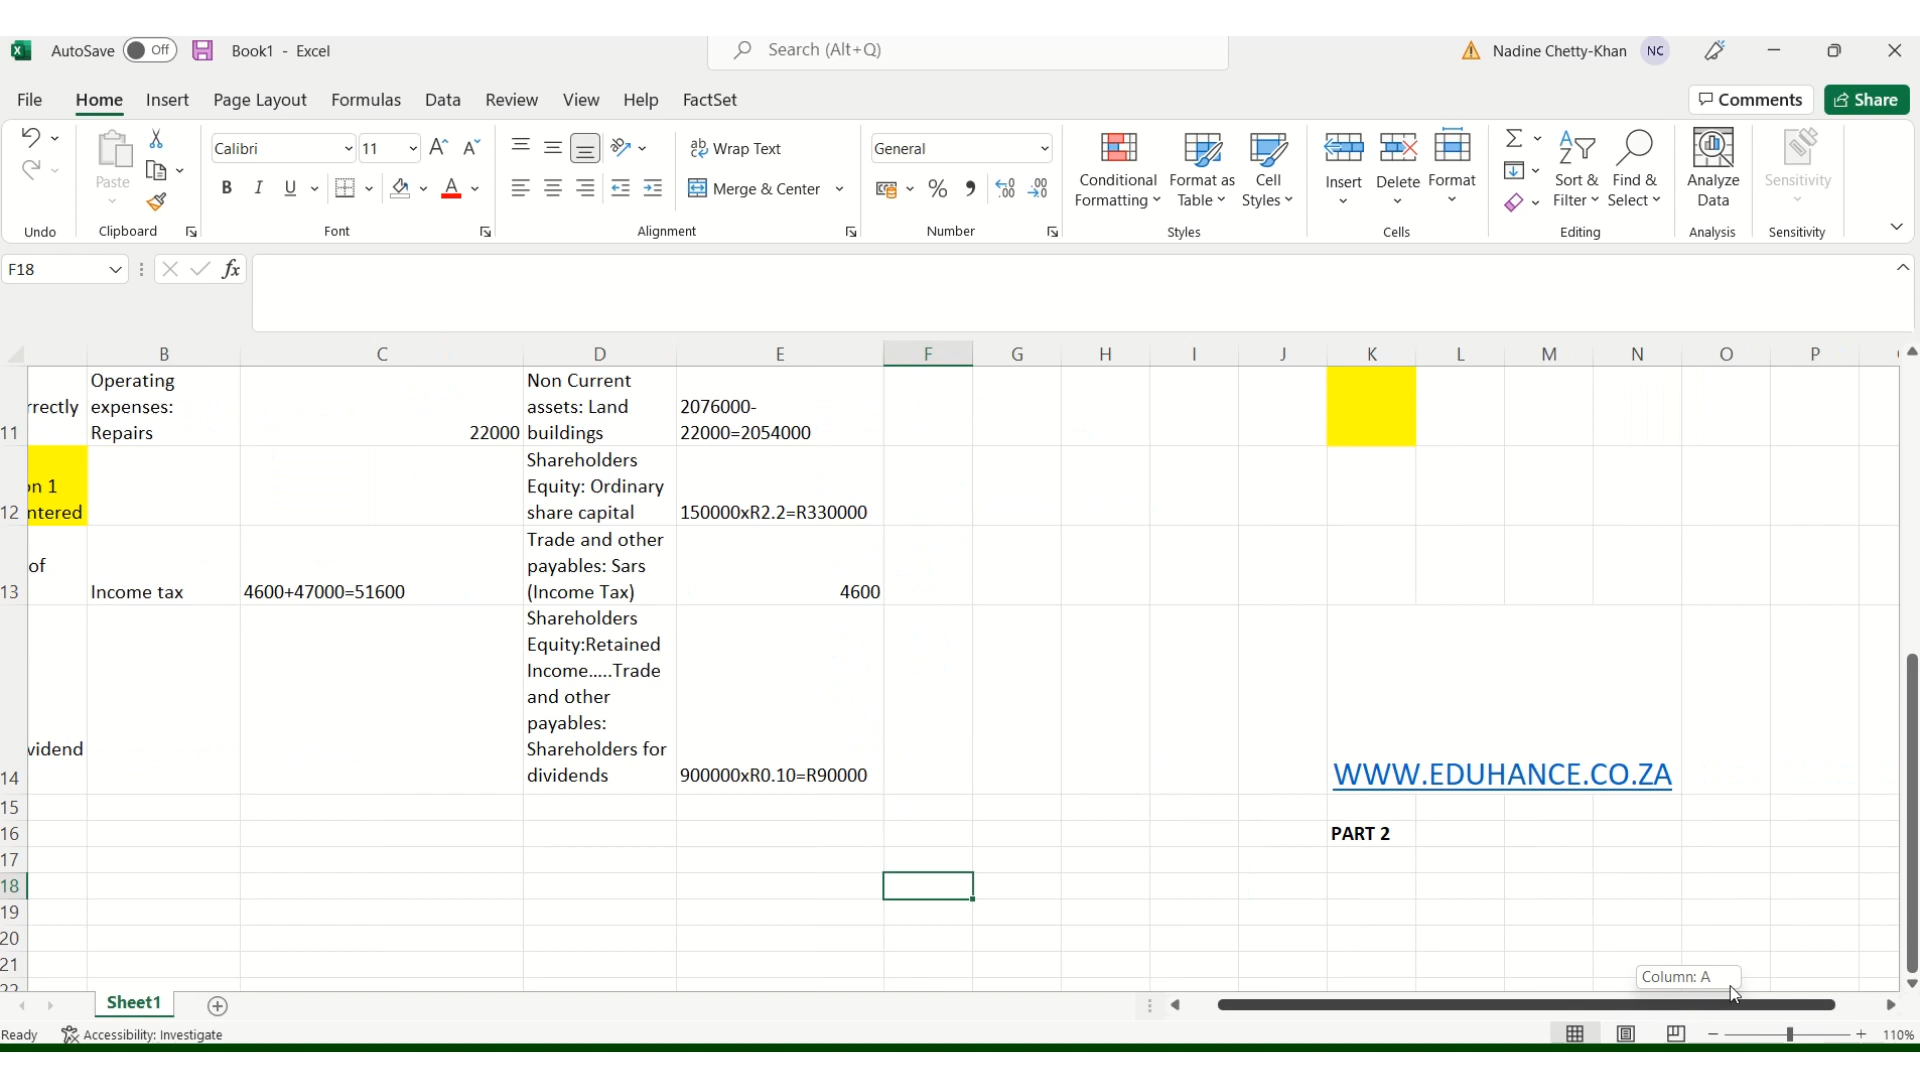 AutoSave Off Book1 - Excel Search (Alt+Q) Nadine Chetty-Khan NC
File Home Insert Page Layout Formulas Data Review View Help FactSet Comments Share
Calibri 11 Wrap Text General
Paste Conditional Format as Cell Insert Delete Format Sort & Find & Analyze Sensitivity
B I U Merge & Center % Formatting Table Styles Filter Select Data
Undo Clipboard Font Alignment Number Styles Cells Editing Analysis Sensitivity
F18 fx
B C D E F G H I J K L M N O P
Operating Non Current
rrectly expenses: assets: Land 2076000-
11 Repairs 22000 buildings 22000=2054000
Shareholders
on 1 Equity: Ordinary
12 ntered share capital 150000xR2.2=R330000
Trade and other
of payables: Sars
13 Income tax 4600+47000=51600 (Income Tax) 4600
Shareholders
Equity:Retained
Income.....Trade
and other
payables:
vidend Shareholders for
14 dividends 900000xR0.10=R90000 WWW.EDUHANCE.CO.ZA
15
16 PART 2
17
18
19
20
21
22
Column: A
Sheet1
Ready Accessibility: Investigate 110%